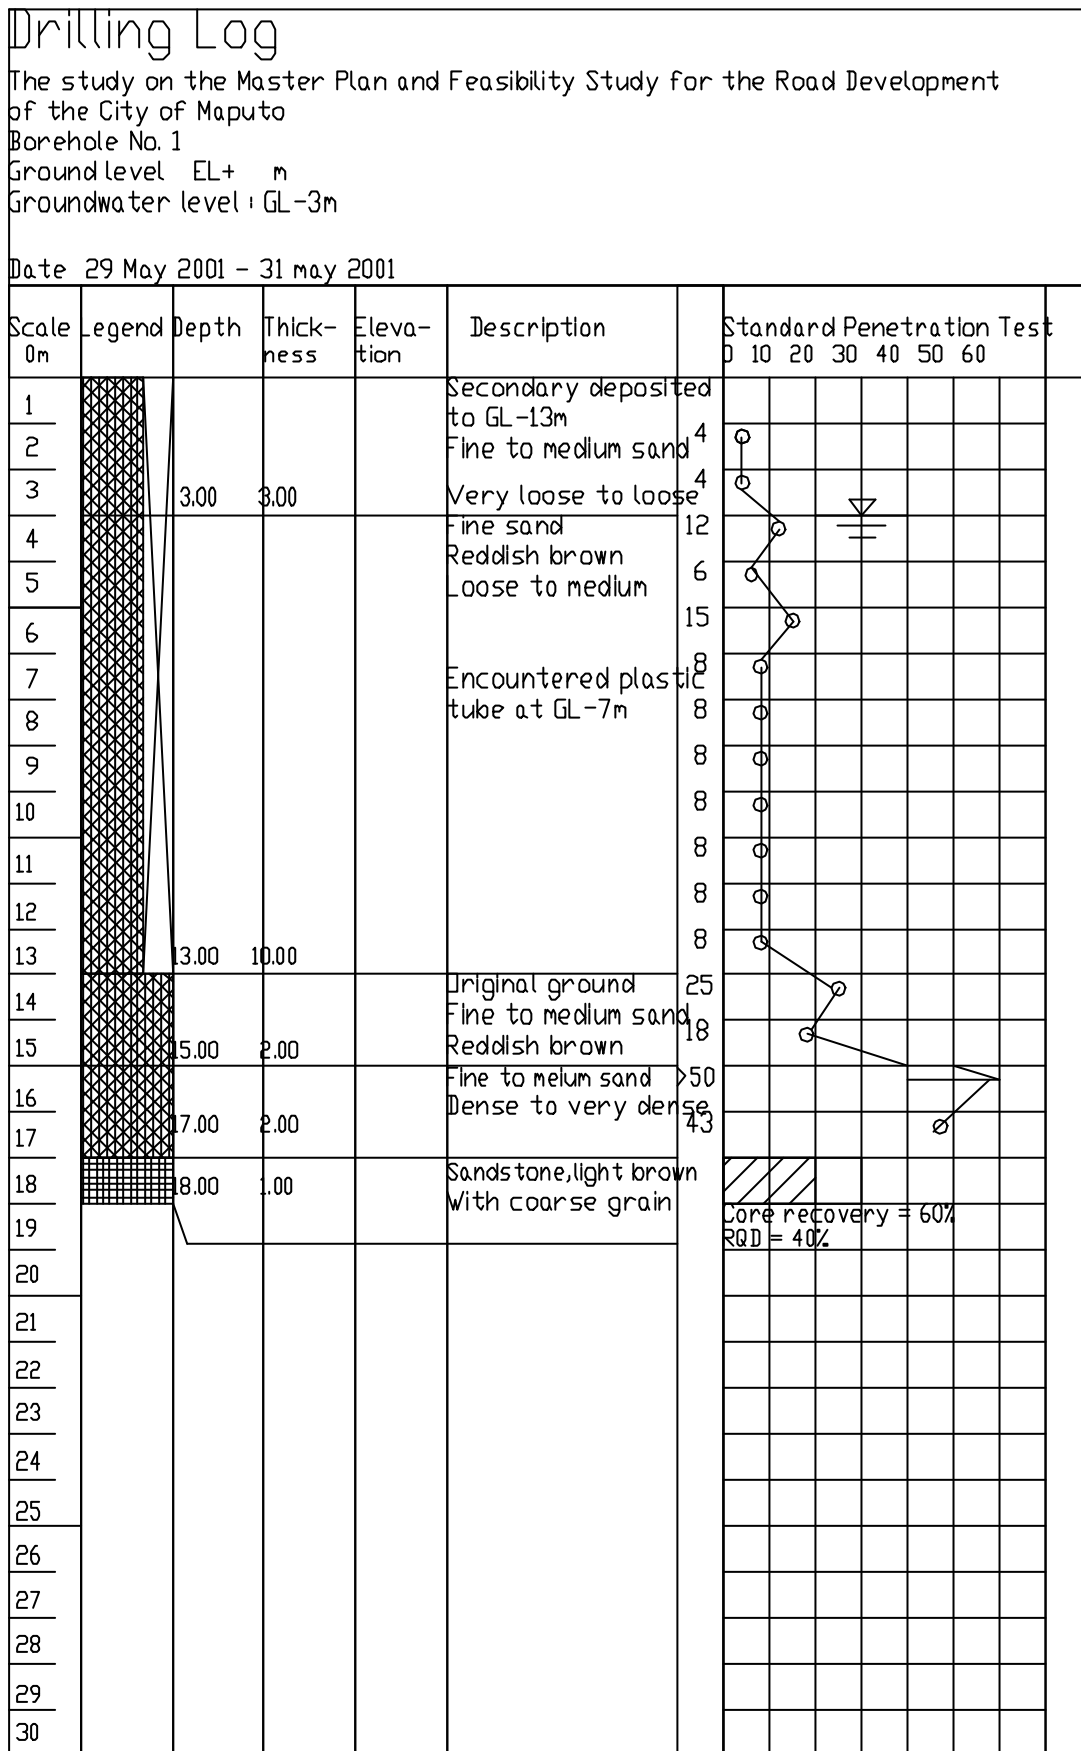 Drilling Log
The study on the Master Plan and Feasibility Study for the Road Development
of the City of Maputo
Borehole No. 1
Ground level EL+ m
Groundwater level : GL-3m
Date 29 May 2001 - 31 may 2001
Scale Legend Depth Thick- Eleva- Description Standard Penetration Test
0m ness tion 0 10 20 30 40 50 60
Secondary deposited
1
to GL-13m
4
2 Fine to medium sand
4
3 3.00 3.00 Very loose to loose
Fine sand 12
4
Reddish brown
6
5 Loose to medium
15
6
8
7 Encountered plastic
8 tube at GL-7m 8
9 8
10 8
11 8
12 8
13 13.00 10.00 8
Original ground 25
14
Fine to medium sand
18
15 15.00 2.00 Reddish brown
Fine to meium sand >50
16
Dense to very dense
17 17.00 2.00 43
Sandstone,light brown
18 18.00 1.00
With coarse grain
Core recovery = 60%
19
RQD = 40%
20
21
22
23
24
25
26
27
28
29
30